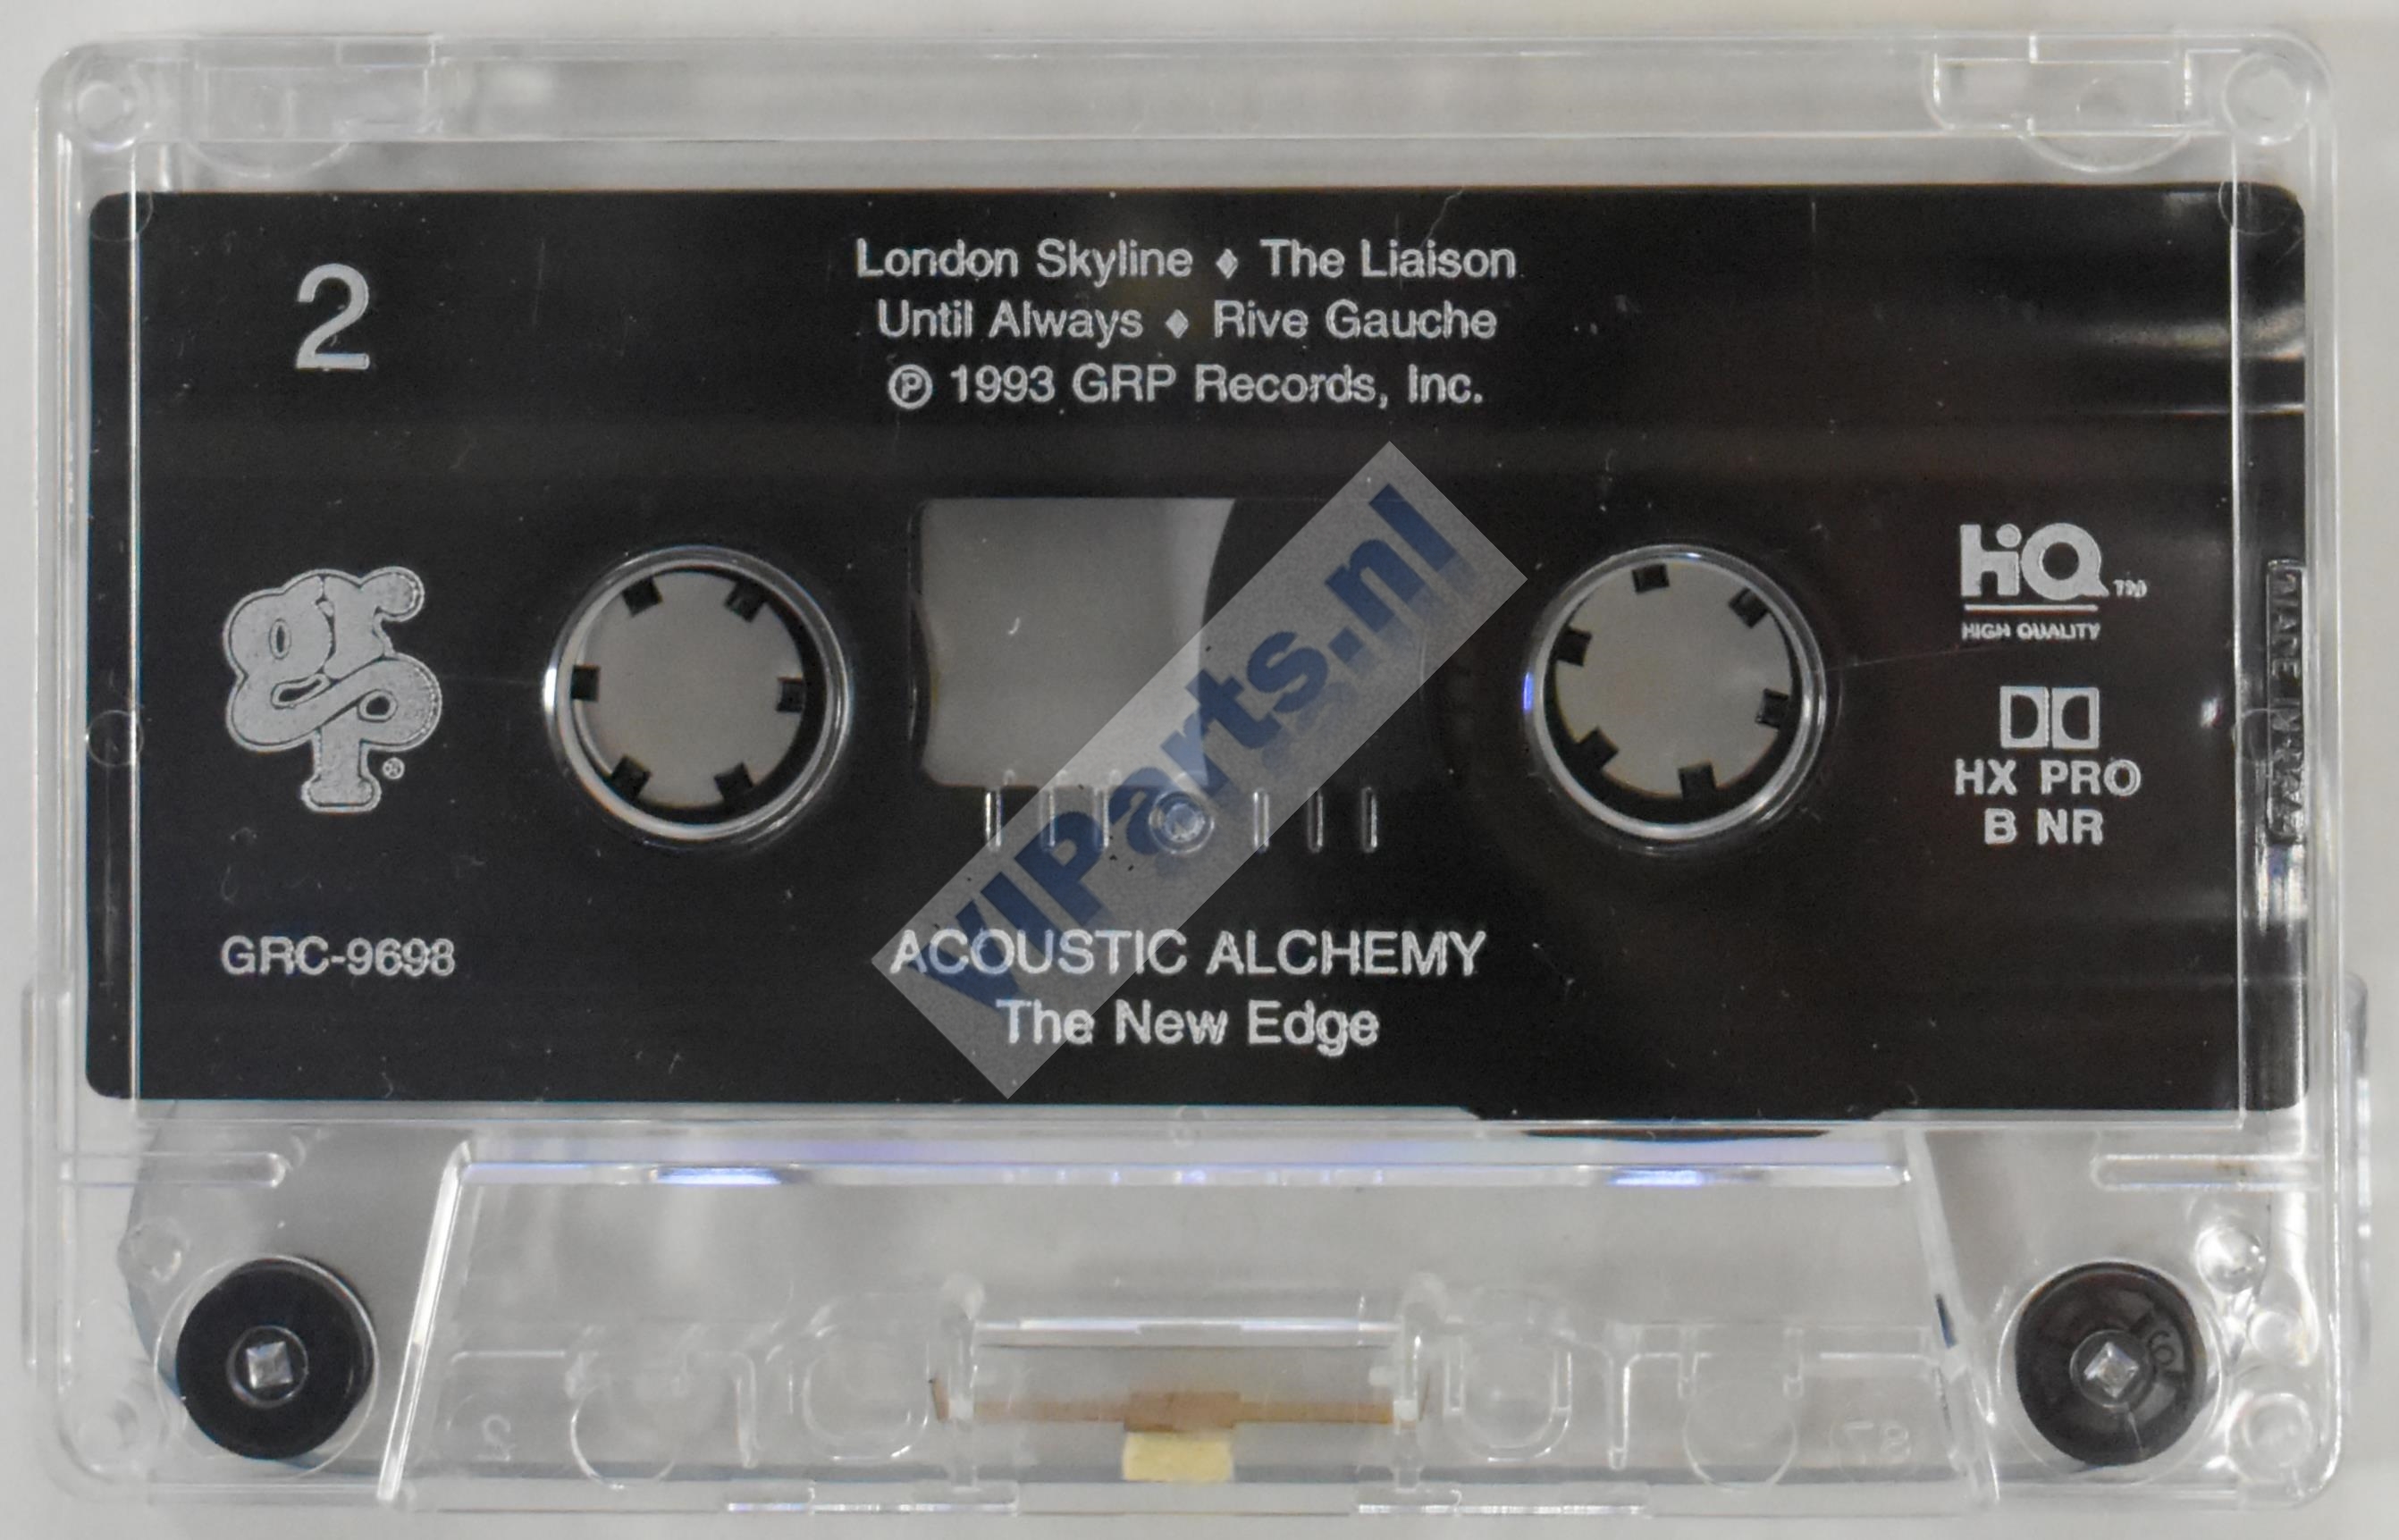 2
London Skyline ♦ The Liaison
Until Always ♦ Rive Gauche
℗ 1993 GRP Records, Inc.
grp®
HiQ™
HIGH QUALITY
HX PRO
B NR
VIParts.nl
GRC-9698
ACOUSTIC ALCHEMY
The New Edge